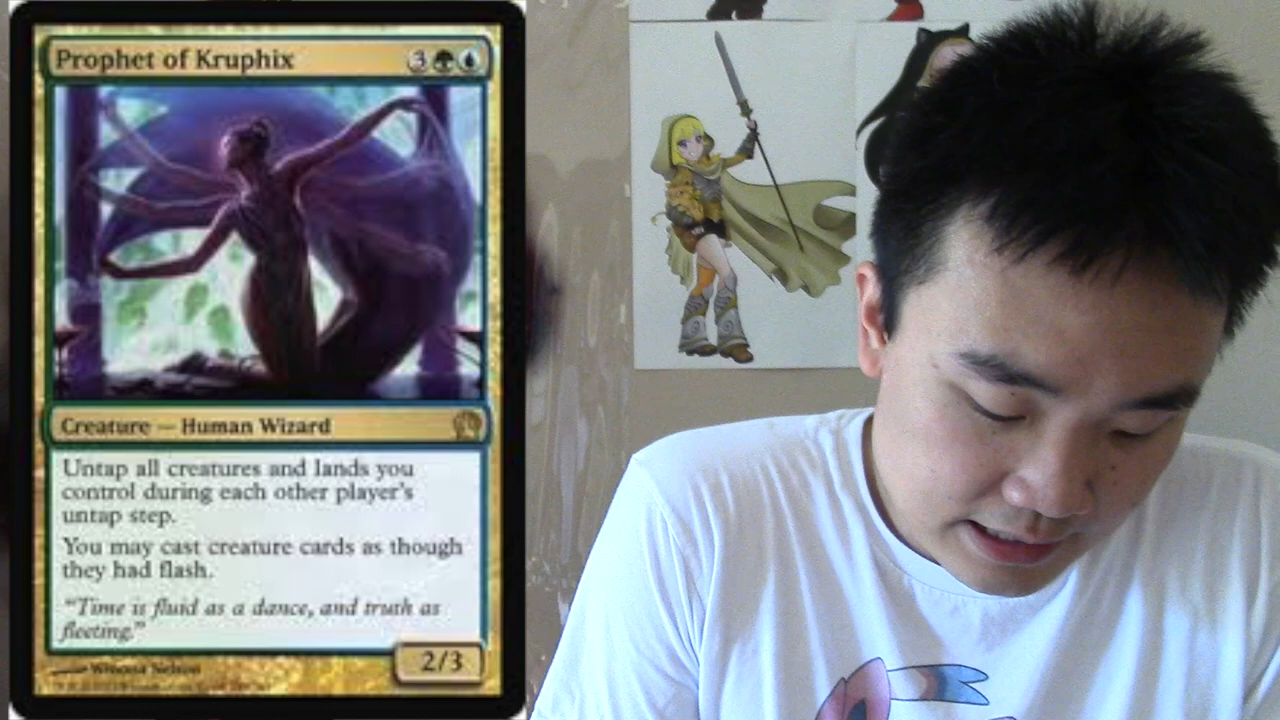 Prophet of Kruphix 3
Creature — Human Wizard
Untap all creatures and lands you
control during each other player's
untap step.
You may cast creature cards as though
they had flash.
"Time is fluid as a dance, and truth as
fleeting."
Winona Nelson
2/3